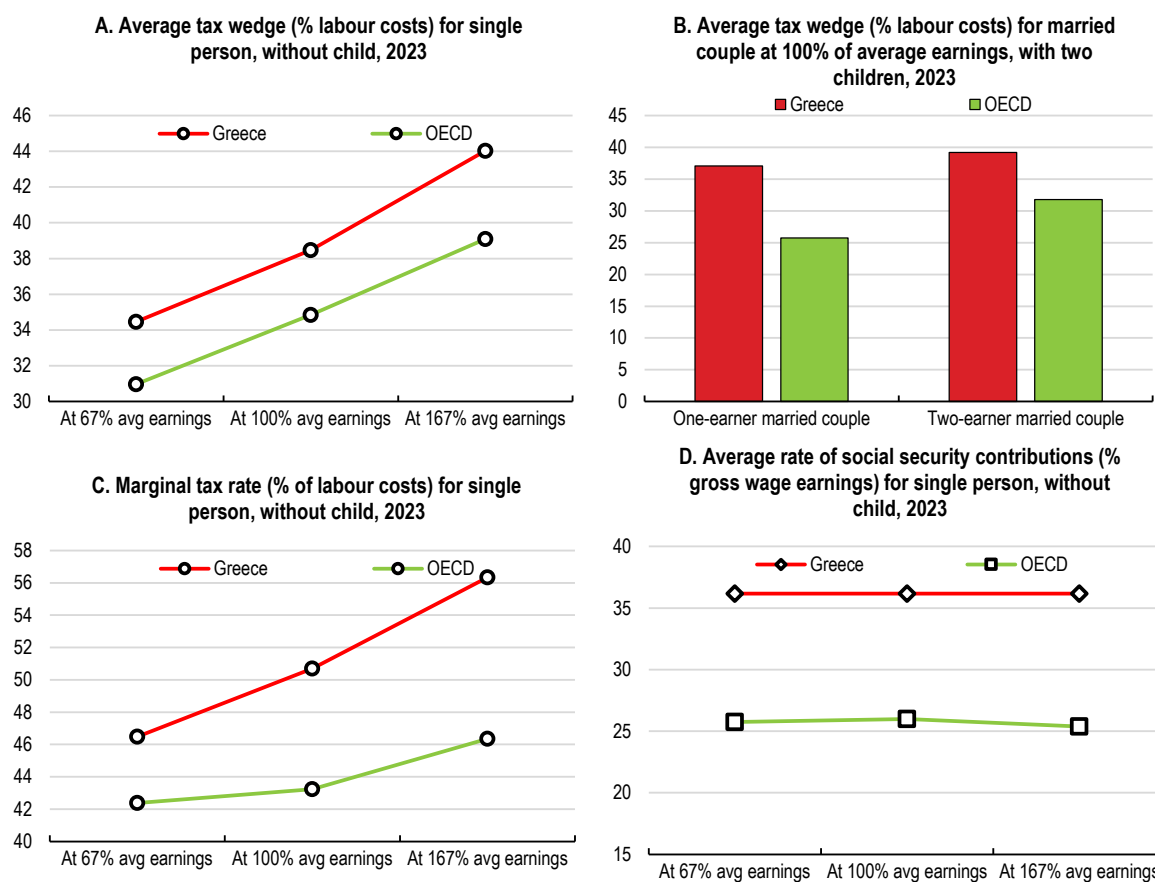 A. Average tax wedge (% labour costs) for single
person, without child, 2023
46
44
42
40
38
36
34
32
30
Greece
OECD
At 67% avg earnings
At 100% avg earnings
At 167% avg earnings
B. Average tax wedge (% labour costs) for married
couple at 100% of average earnings, with two
children, 2023
Greece
OECD
45
40
35
30
25
20
15
10
5
0
One-earner married couple
Two-earner married couple
C. Marginal tax rate (% of labour costs) for single
person, without child, 2023
58
56
54
52
50
48
46
44
42
40
Greece
OECD
At 67% avg earnings
At 100% avg earnings
At 167% avg earnings
D. Average rate of social security contributions (%
gross wage earnings) for single person, without
child, 2023
40
35
30
25
20
15
Greece
OECD
At 67% avg earnings
At 100% avg earnings
At 167% avg earnings